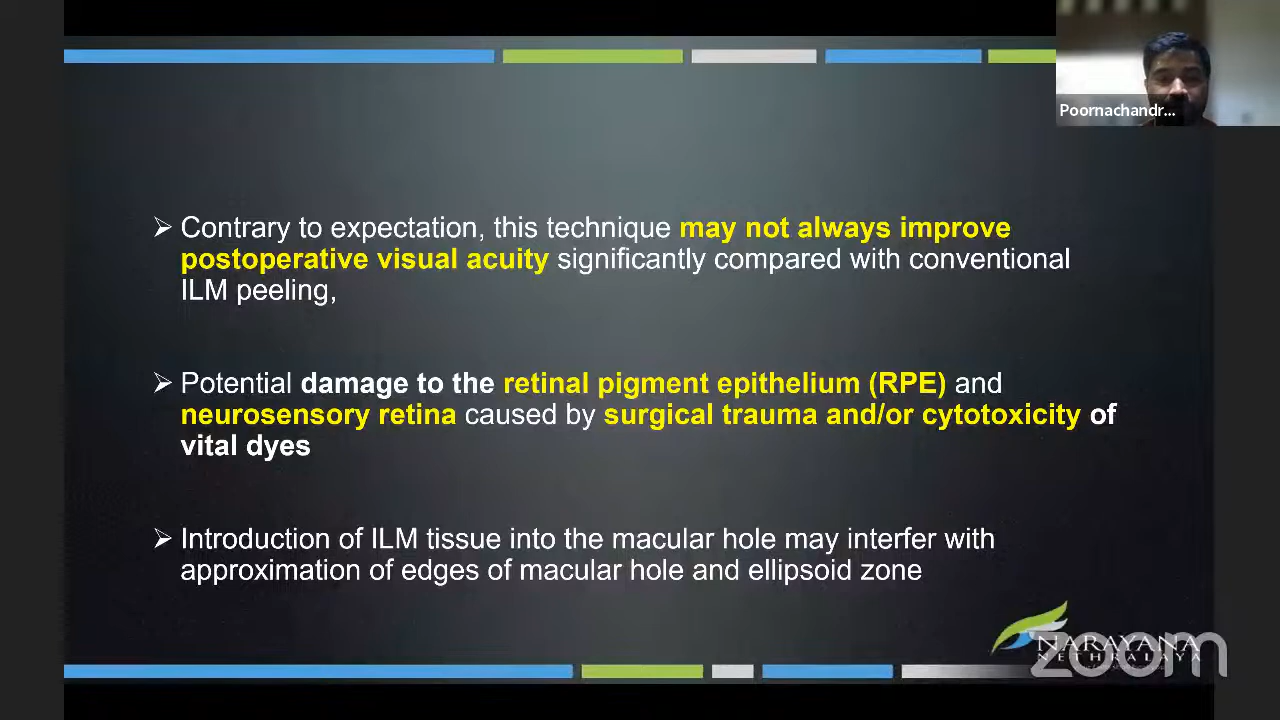 Poornachandr...
Contrary to expectation, this technique may not always improve
postoperative visual acuity significantly compared with conventional
ILM peeling,
Potential damage to the retinal pigment epithelium (RPE) and
neurosensory retina caused by surgical trauma and/or cytotoxicity of
vital dyes
Introduction of ILM tissue into the macular hole may interfer with
approximation of edges of macular hole and ellipsoid zone
NARAYANA
NETHRALAYA
zoom